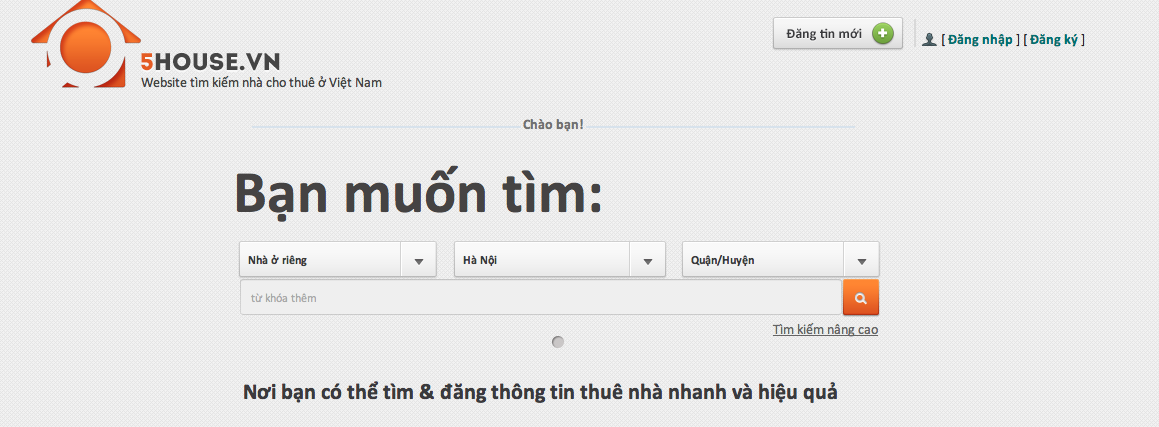 5HOUSE.VN
Website tìm kiếm nhà cho thuê ở Việt Nam
Đăng tin mới
[ Đăng nhập ] [ Đăng ký ]
Chào bạn!
Bạn muốn tìm:
Nhà ở riêng
Hà Nội
Quận/Huyện
từ khóa thêm
Tìm kiếm nâng cao
Nơi bạn có thể tìm & đăng thông tin thuê nhà nhanh và hiệu quả